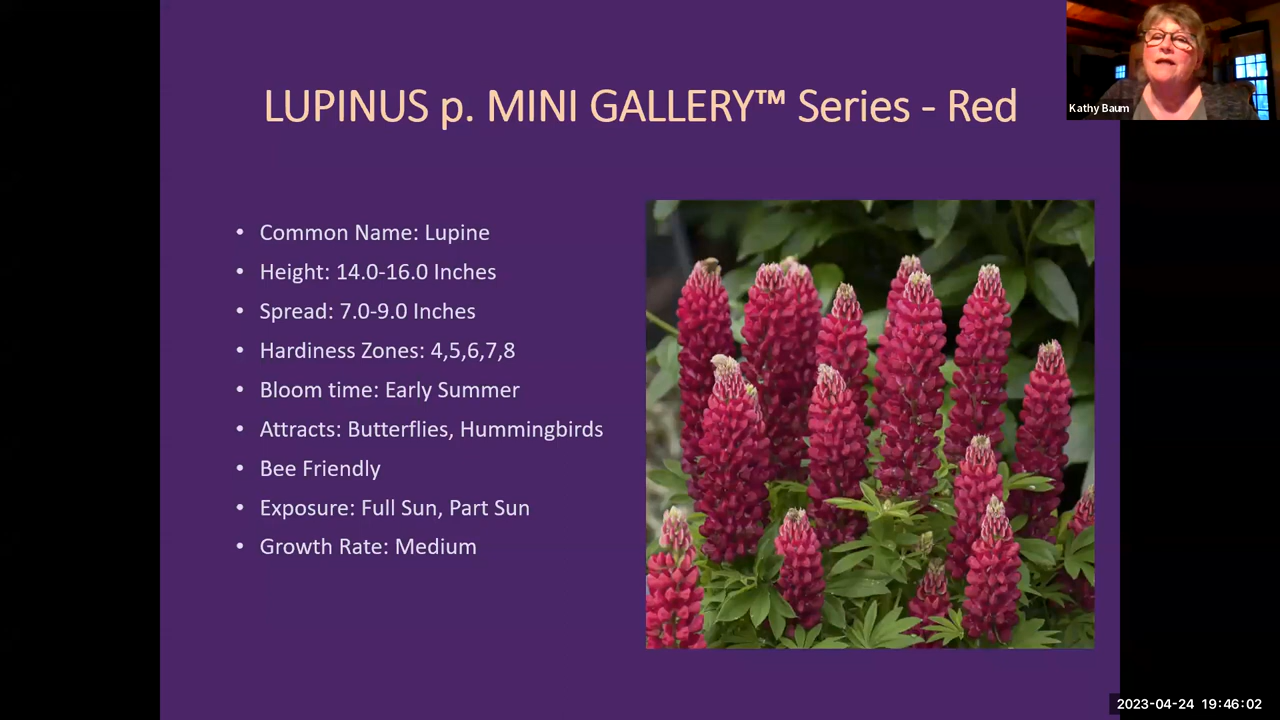 LUPINUS p. MINI GALLERY™ Series - Red
Kathy Baum
• Common Name: Lupine
• Height: 14.0-16.0 Inches
• Spread: 7.0-9.0 Inches
• Hardiness Zones: 4,5,6,7,8
• Bloom time: Early Summer
• Attracts: Butterflies, Hummingbirds
• Bee Friendly
• Exposure: Full Sun, Part Sun
• Growth Rate: Medium
2023-04-24 19:46:02